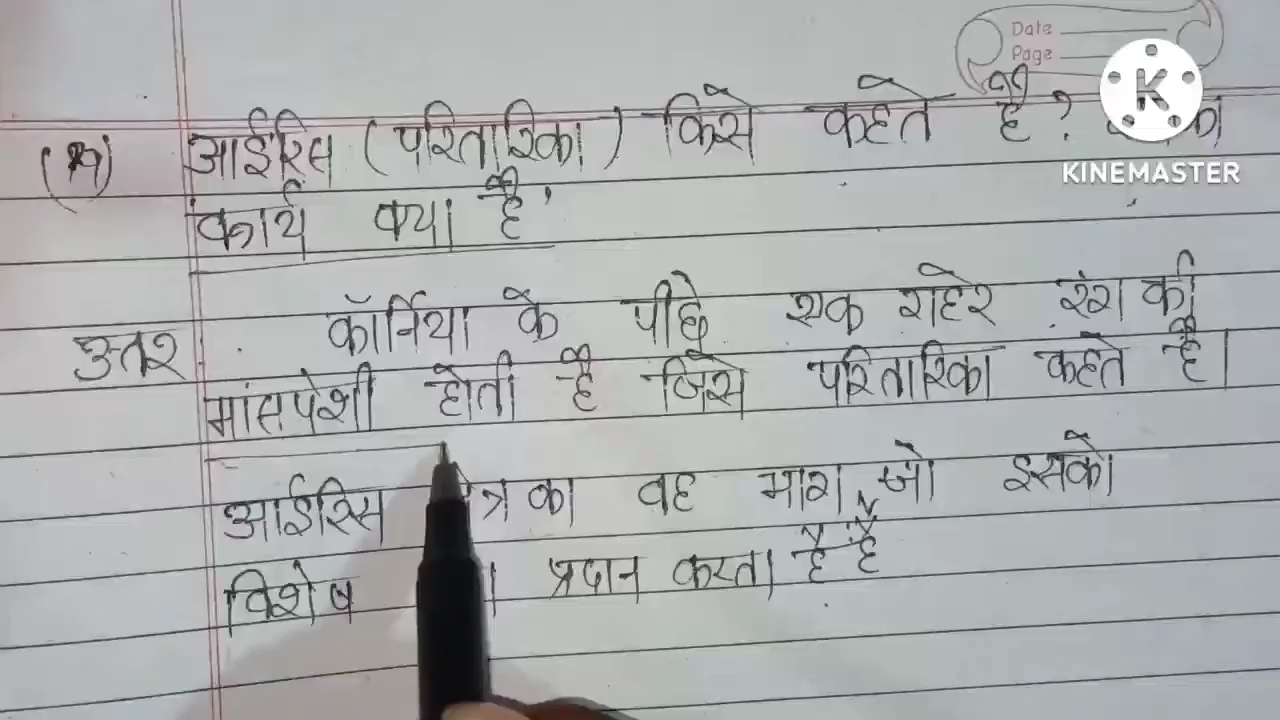 Date
Page
KINEMASTER
(भ) आईरिस (परितारिका) किसे कहते है?
कार्य क्या है
उत्तर कॉर्निया के पीछे एक गहरे रंग की
मांसपेशी होती है जिसे परितारिका कहते है।
आईरिस का वह भाग है जो इसको
विशेष प्रदान करता है है